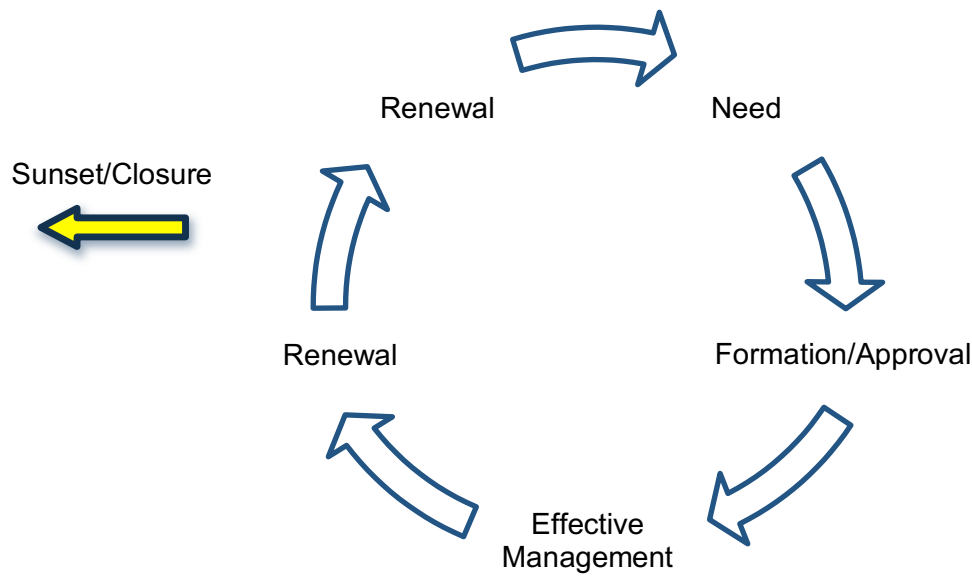 Renewal
Need
Sunset/Closure
Renewal
Formation/Approval
Effective
Management